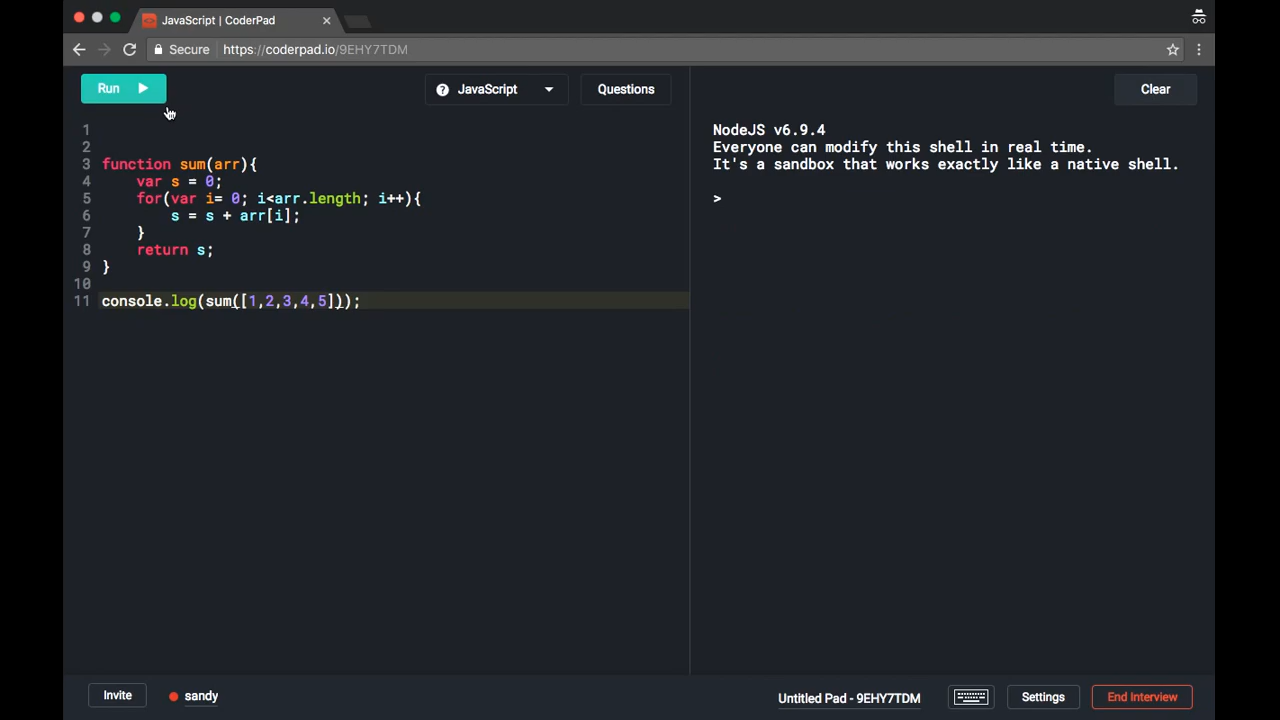 JavaScript | CoderPad
Secure https://coderpad.io/9EHY7TDM
Run
JavaScript
Questions
Clear
1
2
3 function sum(arr){
4 var s = 0;
5 for(var i= 0; i<arr.length; i++){
6 s = s + arr[i];
7 }
8 return s;
9 }
10
11 console.log(sum([1,2,3,4,5]));
NodeJS v6.9.4
Everyone can modify this shell in real time.
It's a sandbox that works exactly like a native shell.
>
Invite
sandy
Untitled Pad - 9EHY7TDM
Settings
End Interview